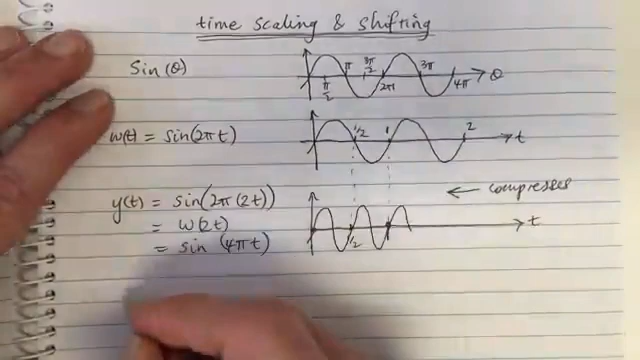 time scaling & shifting
Sin(θ)
π/2 π 3π/2 2π 3π 4π θ
w(t) = sin(2πt)
1/2 1 2 t
y(t) = sin(2π(2t))
= w(2t)
= sin(4πt)
← compresses
1/2 t